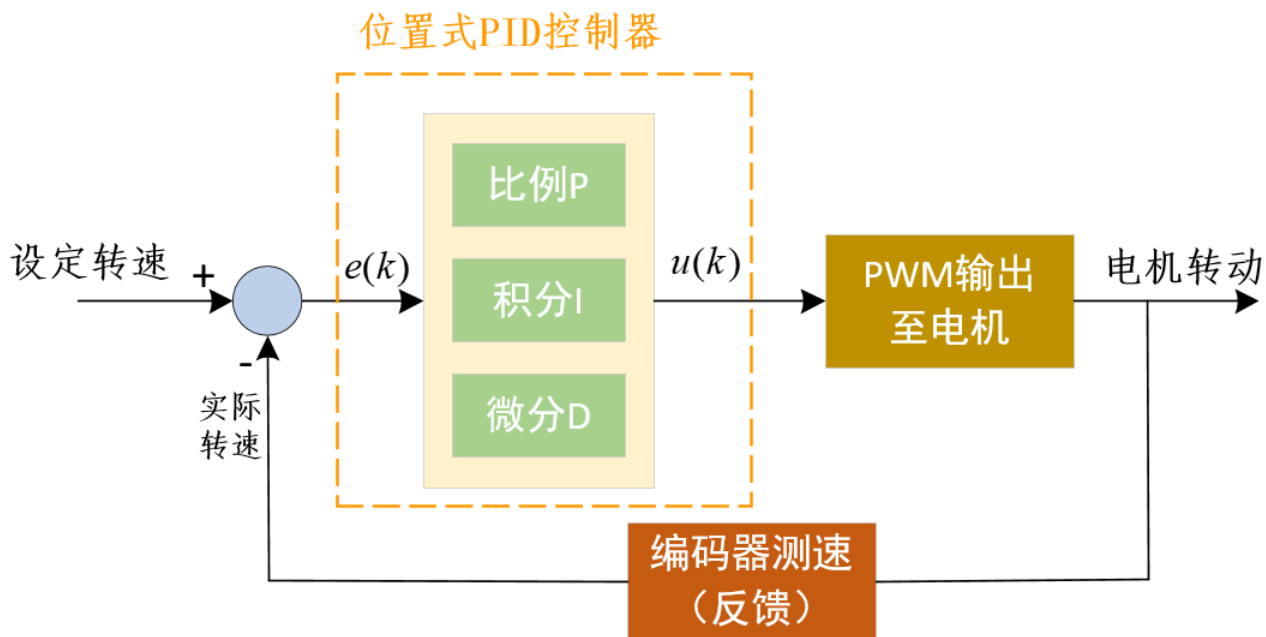 位置式PID控制器
设定转速
+
-
实际
转速
e(k)
比例P
积分I
微分D
u(k)
PWM输出
至电机
电机转动
编码器测速
（反馈）